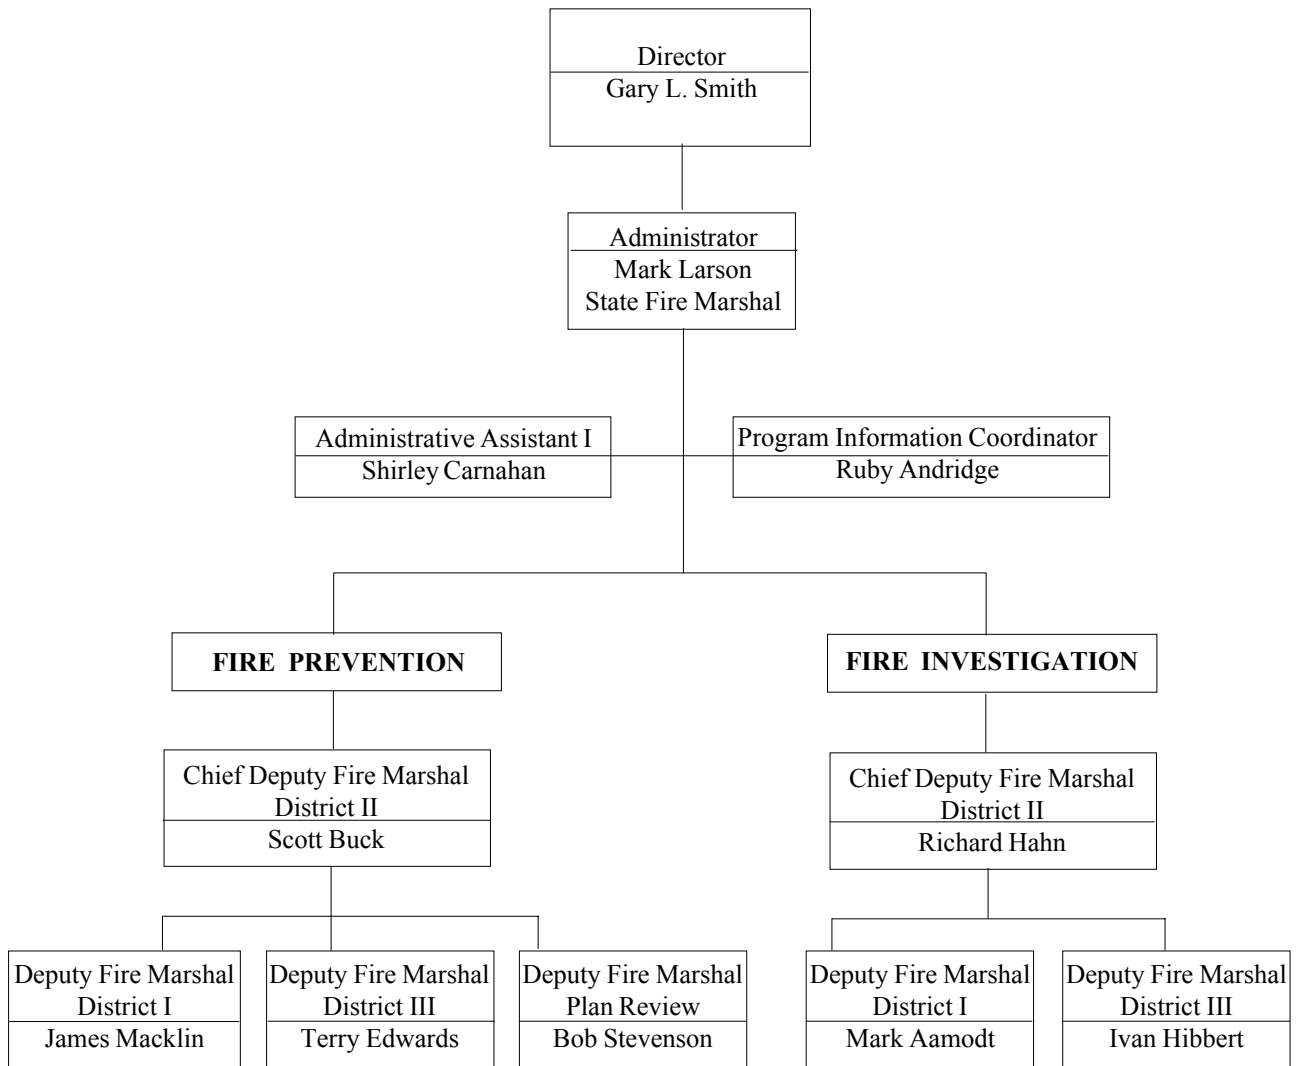 Director
Gary L. Smith
Administrator
Mark Larson
State Fire Marshal
Administrative Assistant I
Shirley Carnahan
Program Information Coordinator
Ruby Andridge
FIRE PREVENTION
FIRE INVESTIGATION
Chief Deputy Fire Marshal
District II
Scott Buck
Chief Deputy Fire Marshal
District II
Richard Hahn
Deputy Fire Marshal
District I
James Macklin
Deputy Fire Marshal
District III
Terry Edwards
Deputy Fire Marshal
Plan Review
Bob Stevenson
Deputy Fire Marshal
District I
Mark Aamodt
Deputy Fire Marshal
District III
Ivan Hibbert